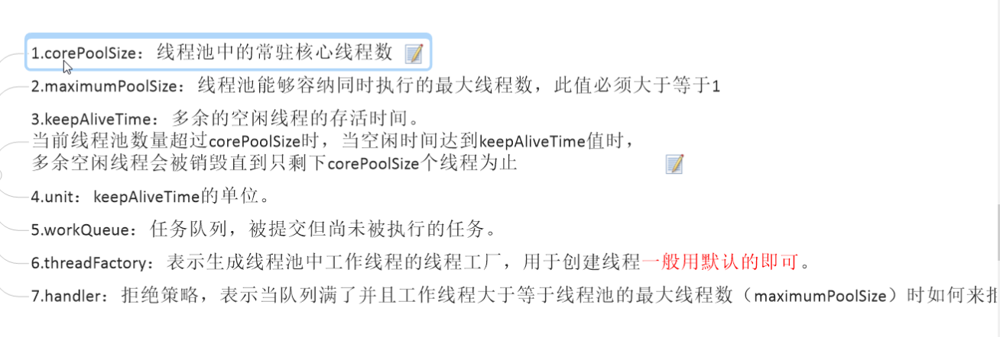 1.corePoolSize：线程池中的常驻核心线程数
2.maximumPoolSize：线程池能够容纳同时执行的最大线程数，此值必须大于等于1
3.keepAliveTime：多余的空闲线程的存活时间。
当前线程池数量超过corePoolSize时，当空闲时间达到keepAliveTime值时，
多余空闲线程会被销毁直到只剩下corePoolSize个线程为止
4.unit：keepAliveTime的单位。
5.workQueue：任务队列，被提交但尚未被执行的任务。
6.threadFactory：表示生成线程池中工作线程的线程工厂，用于创建线程一般用默认的即可。
7.handler：拒绝策略，表示当队列满了并且工作线程大于等于线程池的最大线程数（maximumPoolSize）时如何来